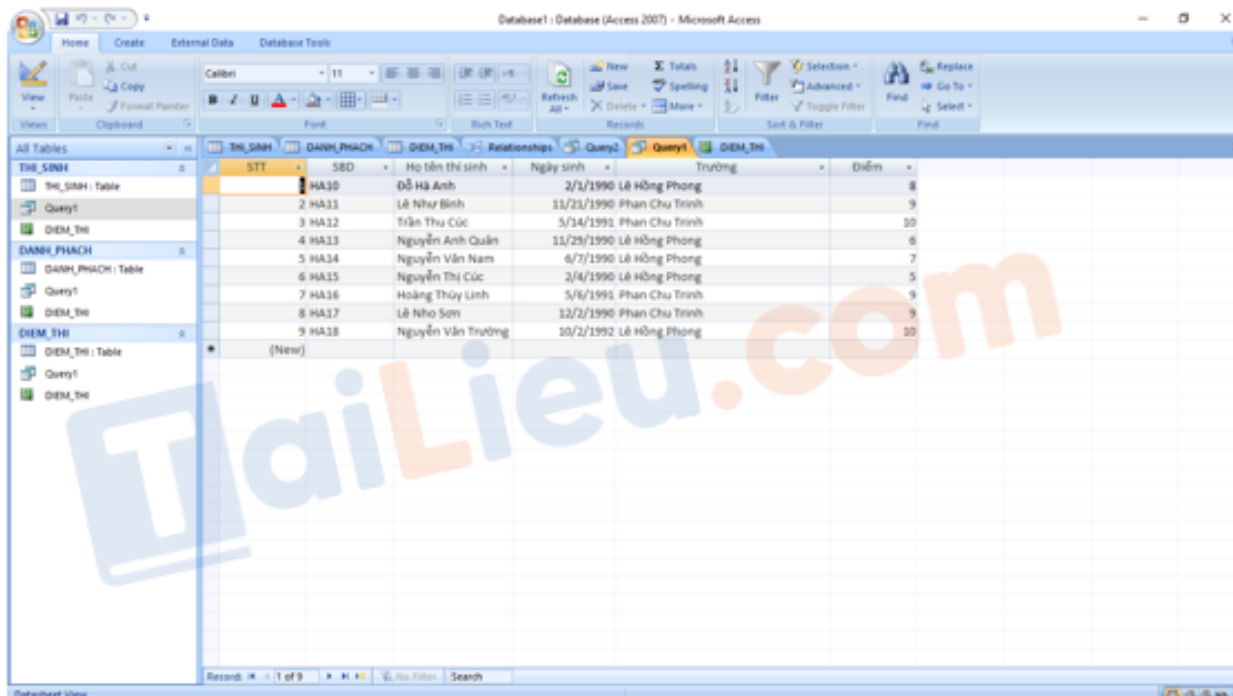 Database1 : Database (Access 2007) - Microsoft Access
Home Create External Data Database Tools
Cut Calibri 11 New Totals Selection Replace
View Paste Copy Refresh All Save Spelling Filter Advanced Find Go To
Format Painter B I U A Delete More Toggle Filter Select
Views Clipboard Font Rich Text Records Sort & Filter Find
All Tables THI_SINH DANH_PHACH DIEM_THI Relationships Query2 Query1 DIEM_THI
THI_SINH STT SBD Họ tên thí sinh Ngày sinh Trường Điểm
THI_SINH : Table HA10 Đỗ Hà Anh 2/1/1990 Lê Hồng Phong 8
Query1 2 HA11 Lê Như Bình 11/21/1990 Phan Chu Trinh 9
DIEM_THI 3 HA12 Trần Thu Cúc 5/14/1991 Phan Chu Trinh 10
DANH_PHACH 4 HA13 Nguyễn Anh Quân 11/29/1990 Lê Hồng Phong 6
DANH_PHACH : Table 5 HA14 Nguyễn Văn Nam 6/7/1990 Lê Hồng Phong 7
Query1 6 HA15 Nguyễn Thị Cúc 2/4/1990 Lê Hồng Phong 5
DIEM_THI 7 HA16 Hoàng Thùy Linh 5/6/1991 Phan Chu Trinh 9
8 HA17 Lê Nho Sơn 12/2/1990 Phan Chu Trinh 9
DIEM_THI 9 HA18 Nguyễn Văn Trường 10/2/1992 Lê Hồng Phong 10
DIEM_THI : Table (New)
Query1
DIEM_THI
TaiLieu.com
Record: 1 of 9 No Filter Search
Datasheet View